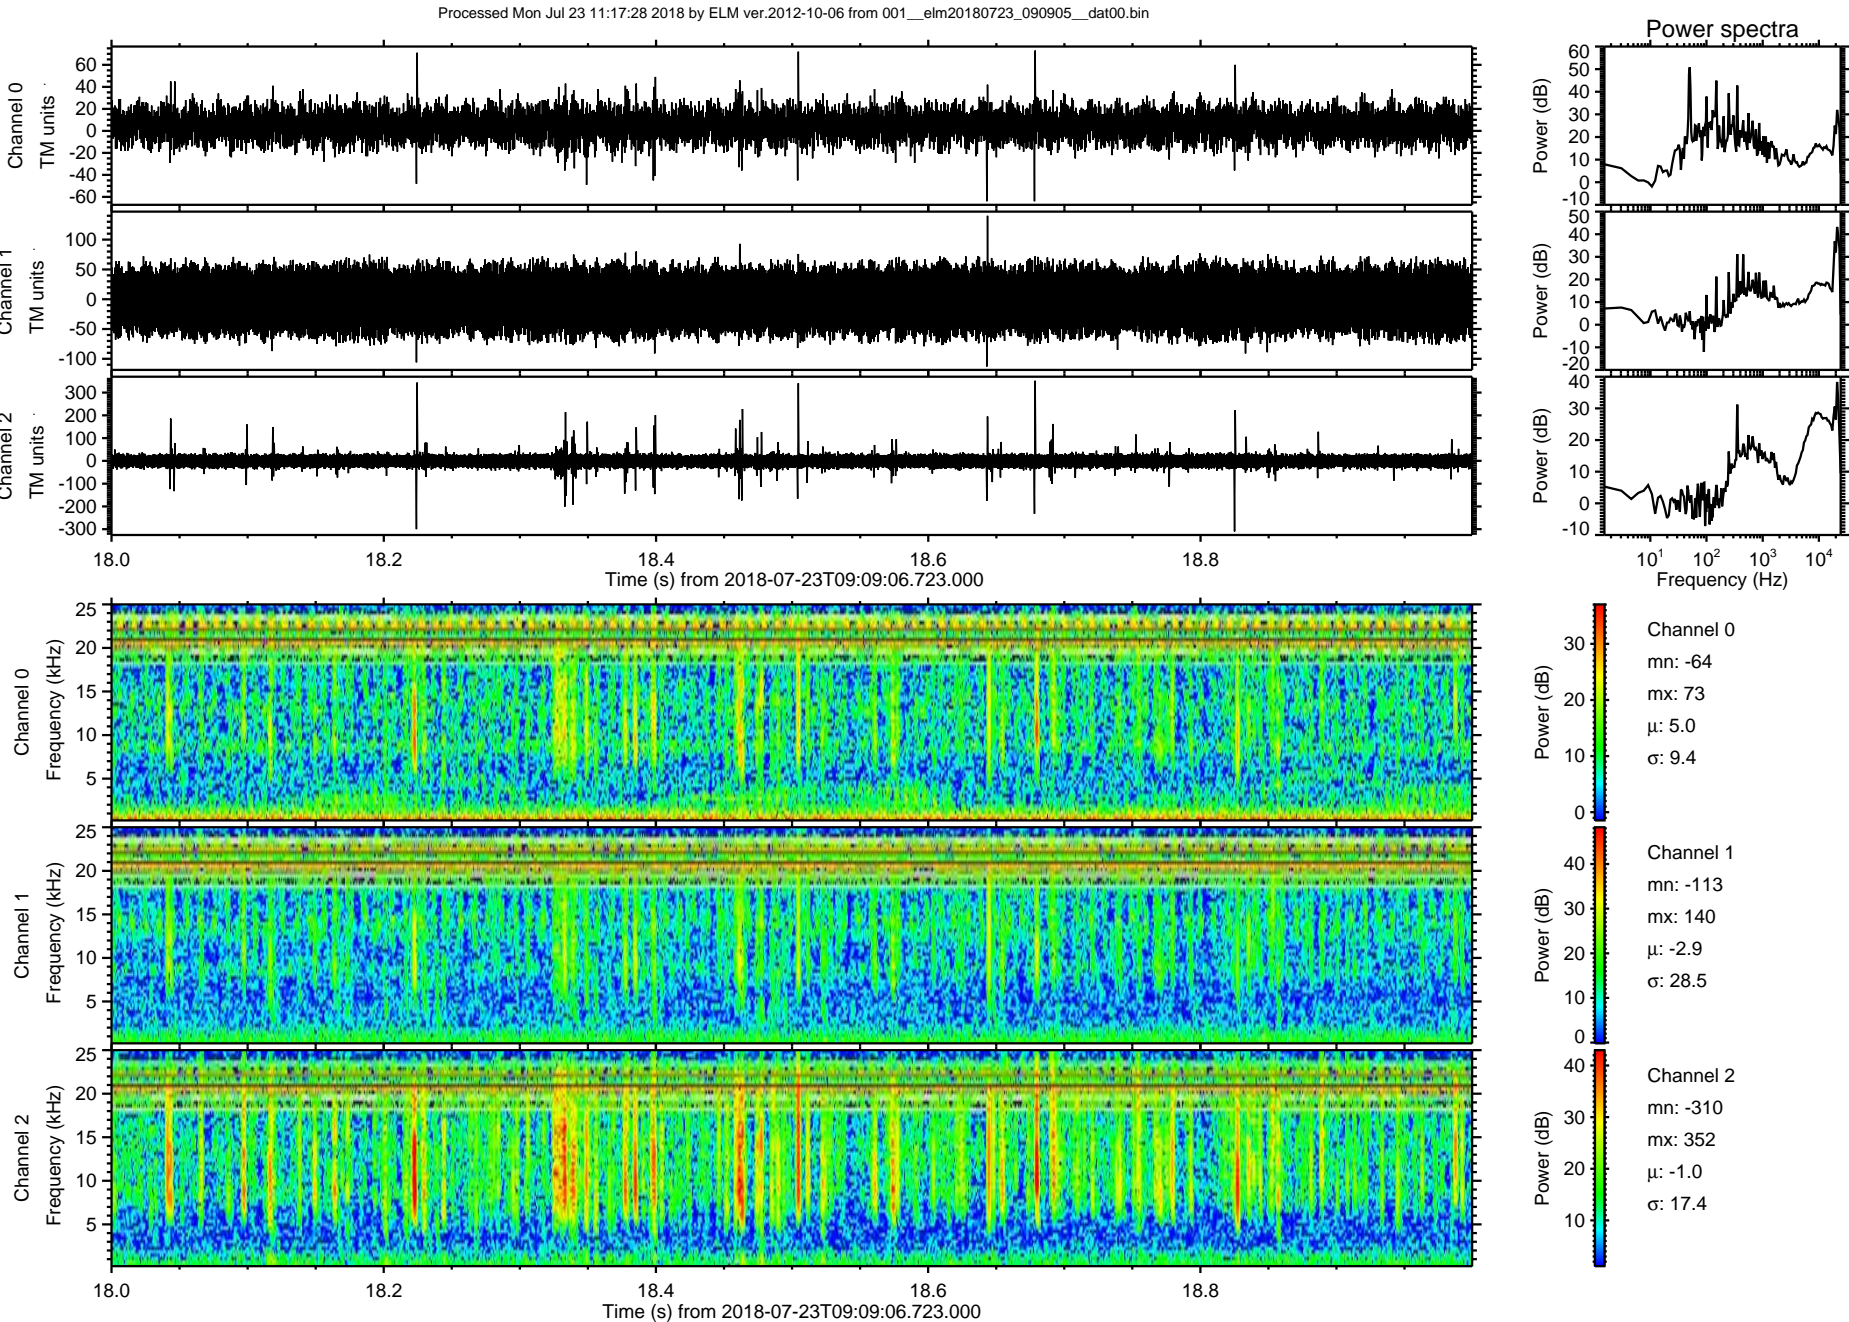 Processed Mon Jul 23 11:17:28 2018 by ELM ver.2012-10-06 from 001__elm20180723_090905__dat00.bin
Power spectra
Channel 0
TM units
60
40
20
0
-20
-40
-60
Power (dB)
60
50
40
30
20
10
0
-10
Channel 1
TM units
100
50
0
-50
-100
Power (dB)
50
40
30
20
10
0
-10
-20
Channel 2
TM units
300
200
100
0
-100
-200
-300
Power (dB)
40
30
20
10
0
-10
18.0 18.2 18.4 18.6 18.8
Time (s) from 2018-07-23T09:09:06.723.000
10^1 10^2 10^3 10^4
Frequency (Hz)
Channel 0
Frequency (kHz)
25
20
15
10
5
Power (dB)
30
20
10
0
Channel 0
mn: -64
mx: 73
μ: 5.0
σ: 9.4
Channel 1
Frequency (kHz)
25
20
15
10
5
Power (dB)
40
30
20
10
0
Channel 1
mn: -113
mx: 140
μ: -2.9
σ: 28.5
Channel 2
Frequency (kHz)
25
20
15
10
5
Power (dB)
40
30
20
10
Channel 2
mn: -310
mx: 352
μ: -1.0
σ: 17.4
18.0 18.2 18.4 18.6 18.8
Time (s) from 2018-07-23T09:09:06.723.000